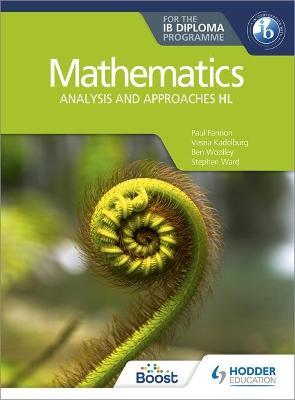 FOR THE
IB DIPLOMA
PROGRAMME
ib
Mathematics
ANALYSIS AND APPROACHES HL
Paul Fannon
Vesna Kadelburg
Ben Woolley
Stephen Ward
Boost
HODDER
EDUCATION